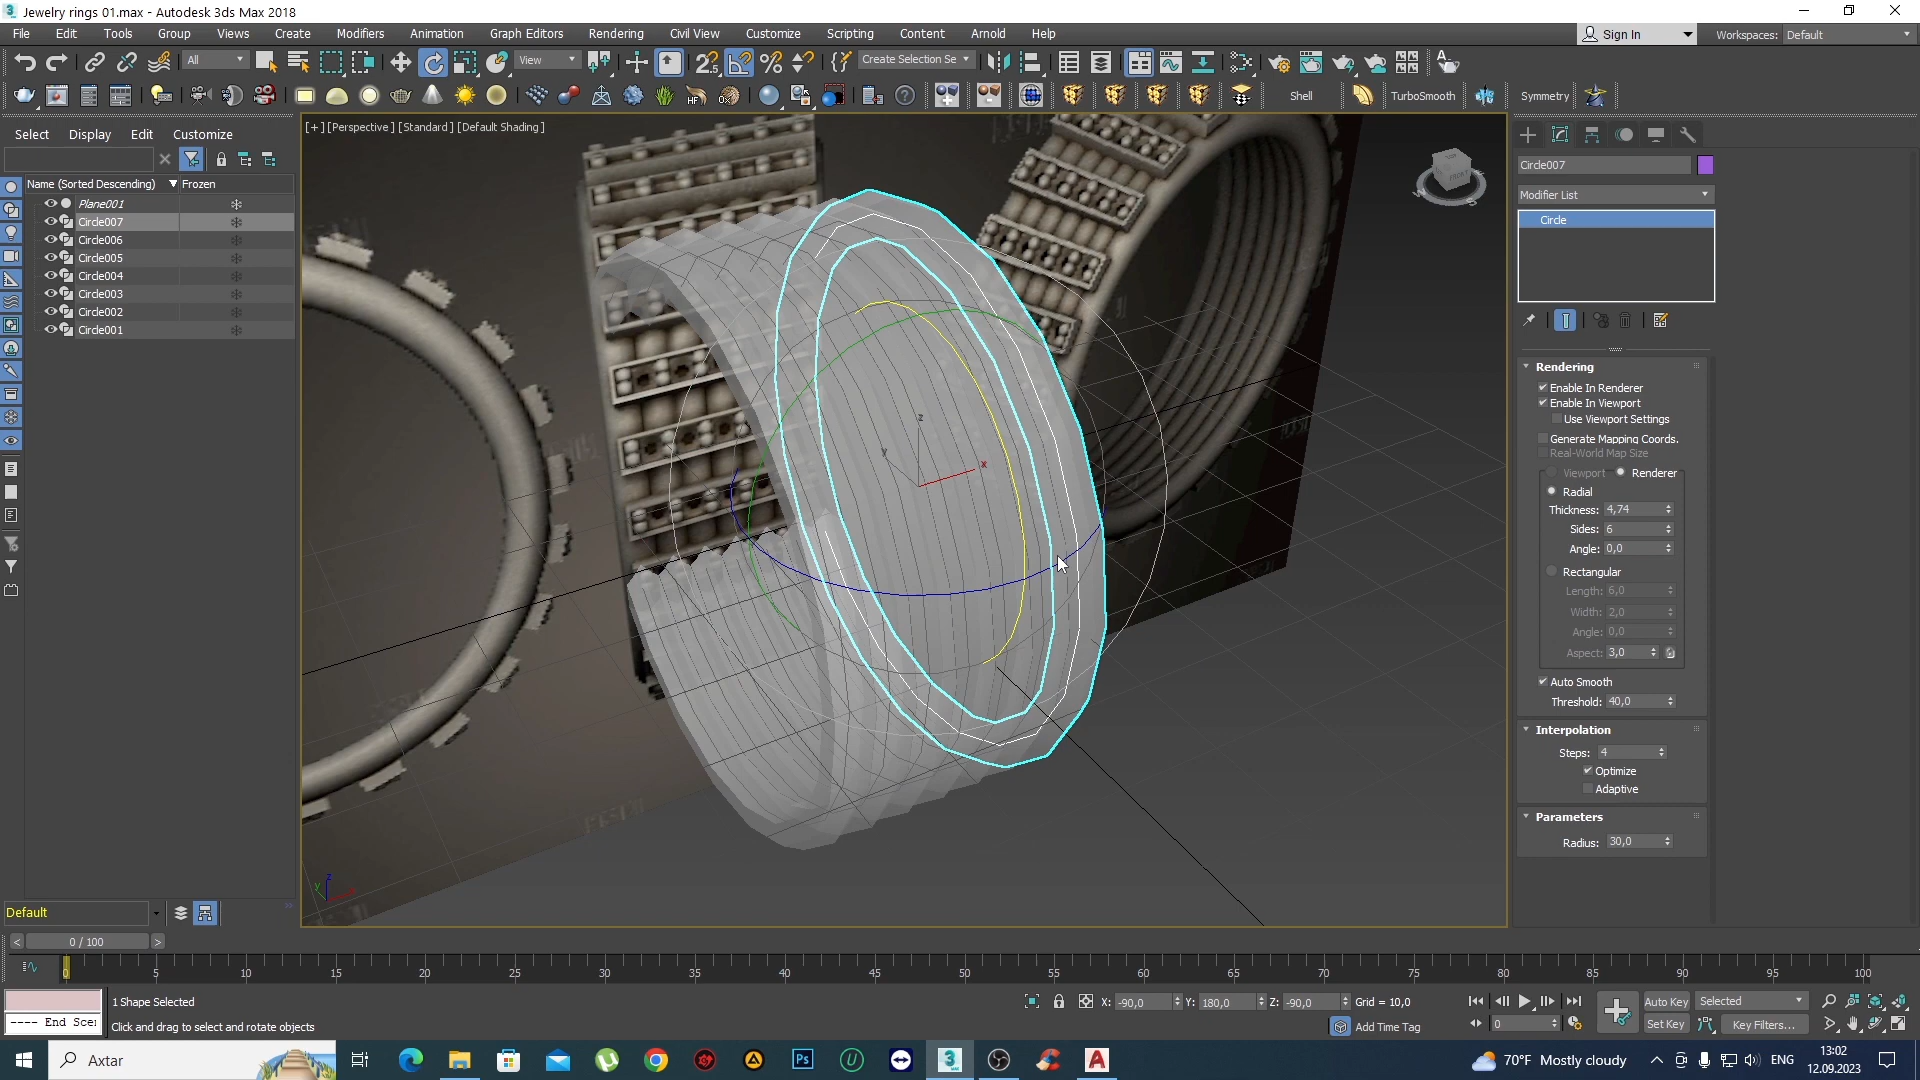 Jewelry rings 01.max - Autodesk 3ds Max 2018
File Edit Tools Group Views Create Modifiers Animation Graph Editors Rendering Civil View Customize Scripting Content Arnold Help
Sign In Workspaces: Default
All View Create Selection Se
Shell TurboSmooth Symmetry
Select Display Edit Customize
[+] [Perspective ] [Standard ] [Default Shading ]
Name (Sorted Descending) Frozen
Plane001
Circle007
Circle006
Circle005
Circle004
Circle003
Circle002
Circle001
FRONT
z
y
x
Circle007
Modifier List
Circle
Rendering
Enable In Renderer
Enable In Viewport
Use Viewport Settings
Generate Mapping Coords.
Real-World Map Size
Viewport Renderer
Radial
Thickness: 4,74
Sides: 6
Angle: 0,0
Rectangular
Length: 6,0
Width: 2,0
Angle: 0,0
Aspect: 3,0
Auto Smooth
Threshold: 40,0
Interpolation
Steps: 4
Optimize
Adaptive
Parameters
Radius: 30,0
Default
0 / 100
0 5 10 15 20 25 30 35 40 45 50 55 60 65 70 75 80 85 90 95 100
1 Shape Selected
X: -90,0 Y: 180,0 Z: -90,0 Grid = 10,0
Auto Key Selected
---- End Sce
Click and drag to select and rotate objects
Add Time Tag
0
Set Key Key Filters...
Axtar
70°F Mostly cloudy
ENG
13:02
12.09.2023